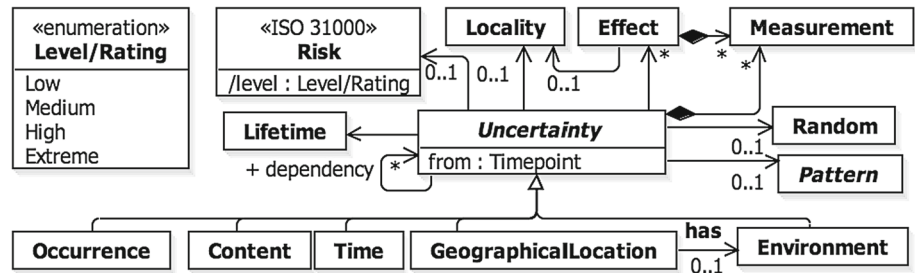 «enumeration»
Level/Rating
Low
Medium
High
Extreme
«ISO 31000»
Risk
/level : Level/Rating
0..1
Locality
0..1
Effect
0..1
*
*
Measurement
*
Lifetime
+ dependency
*
Uncertainty
from : Timepoint
Random
0..1
Pattern
0..1
Occurrence
Content
Time
GeographicalLocation
has
0..1
Environment